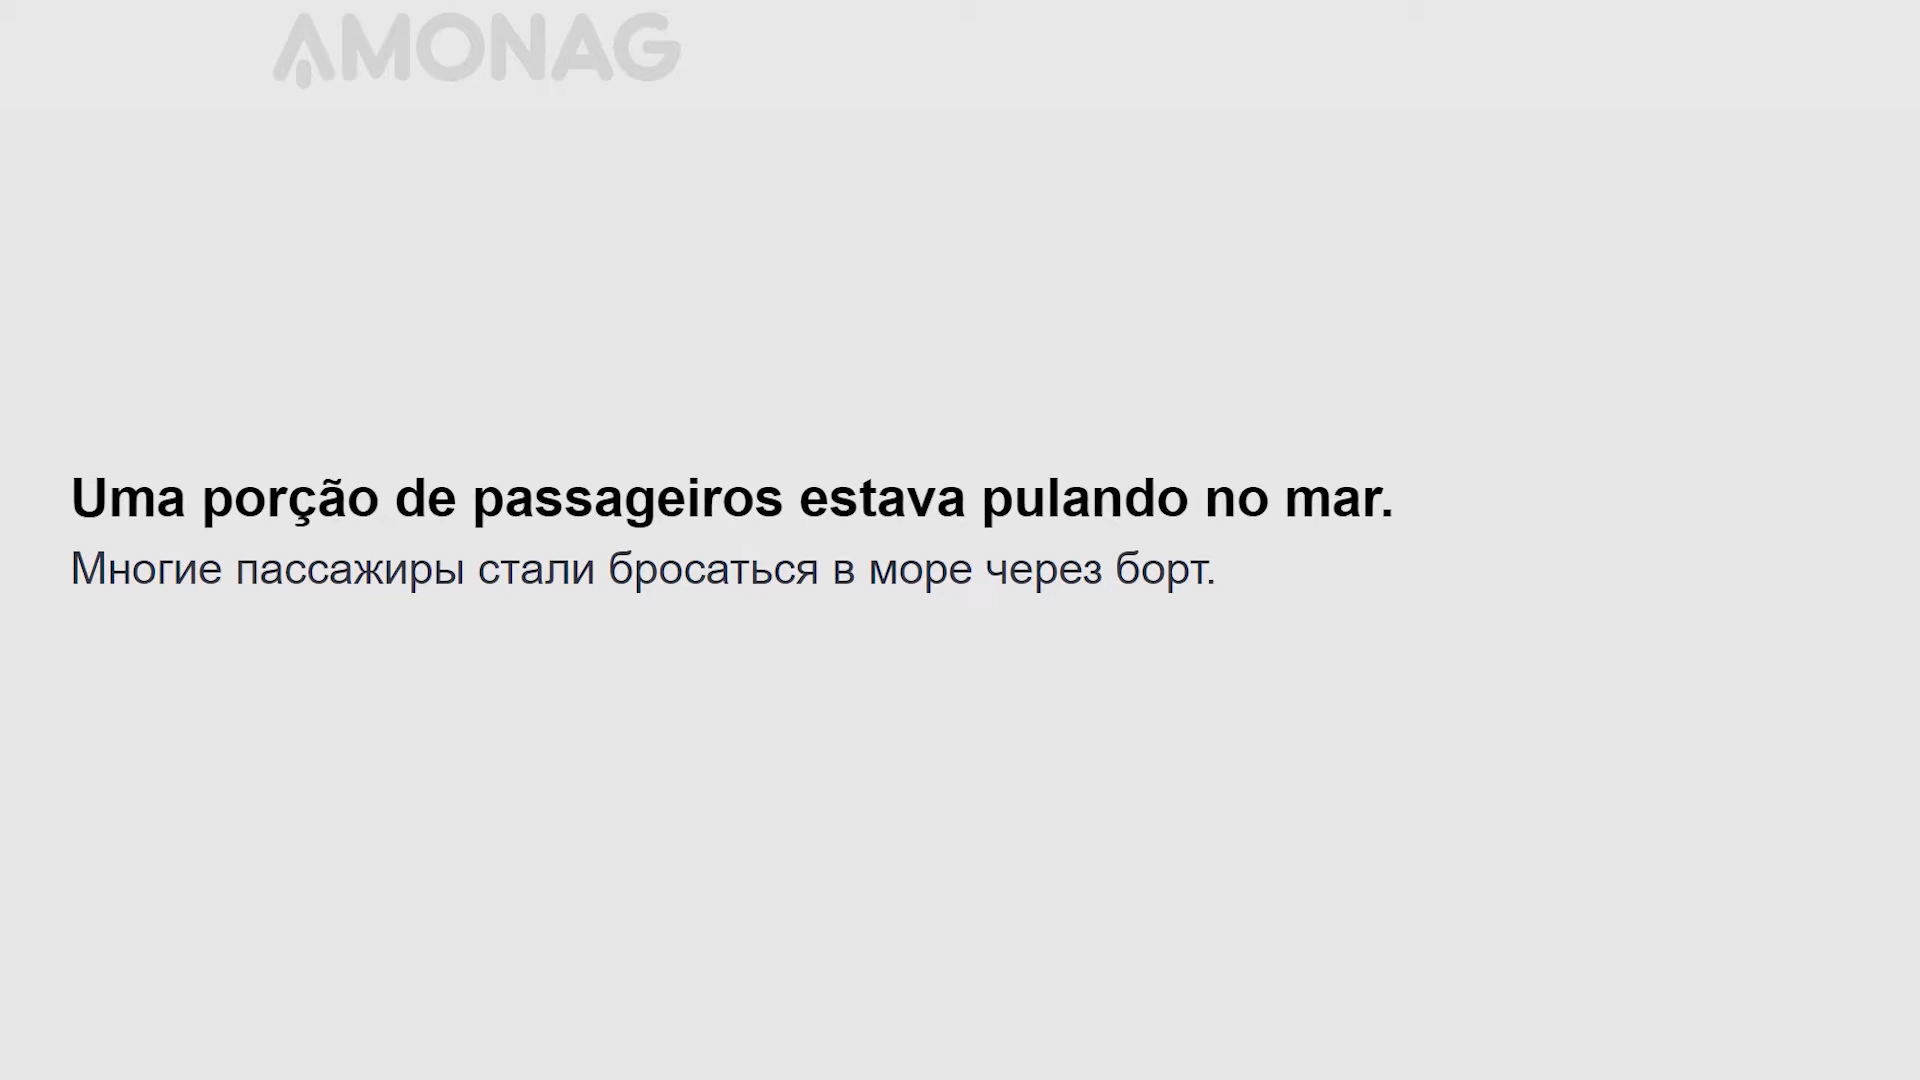 AMONAG
Uma porção de passageiros estava pulando no mar.
Многие пассажиры стали бросаться в море через борт.